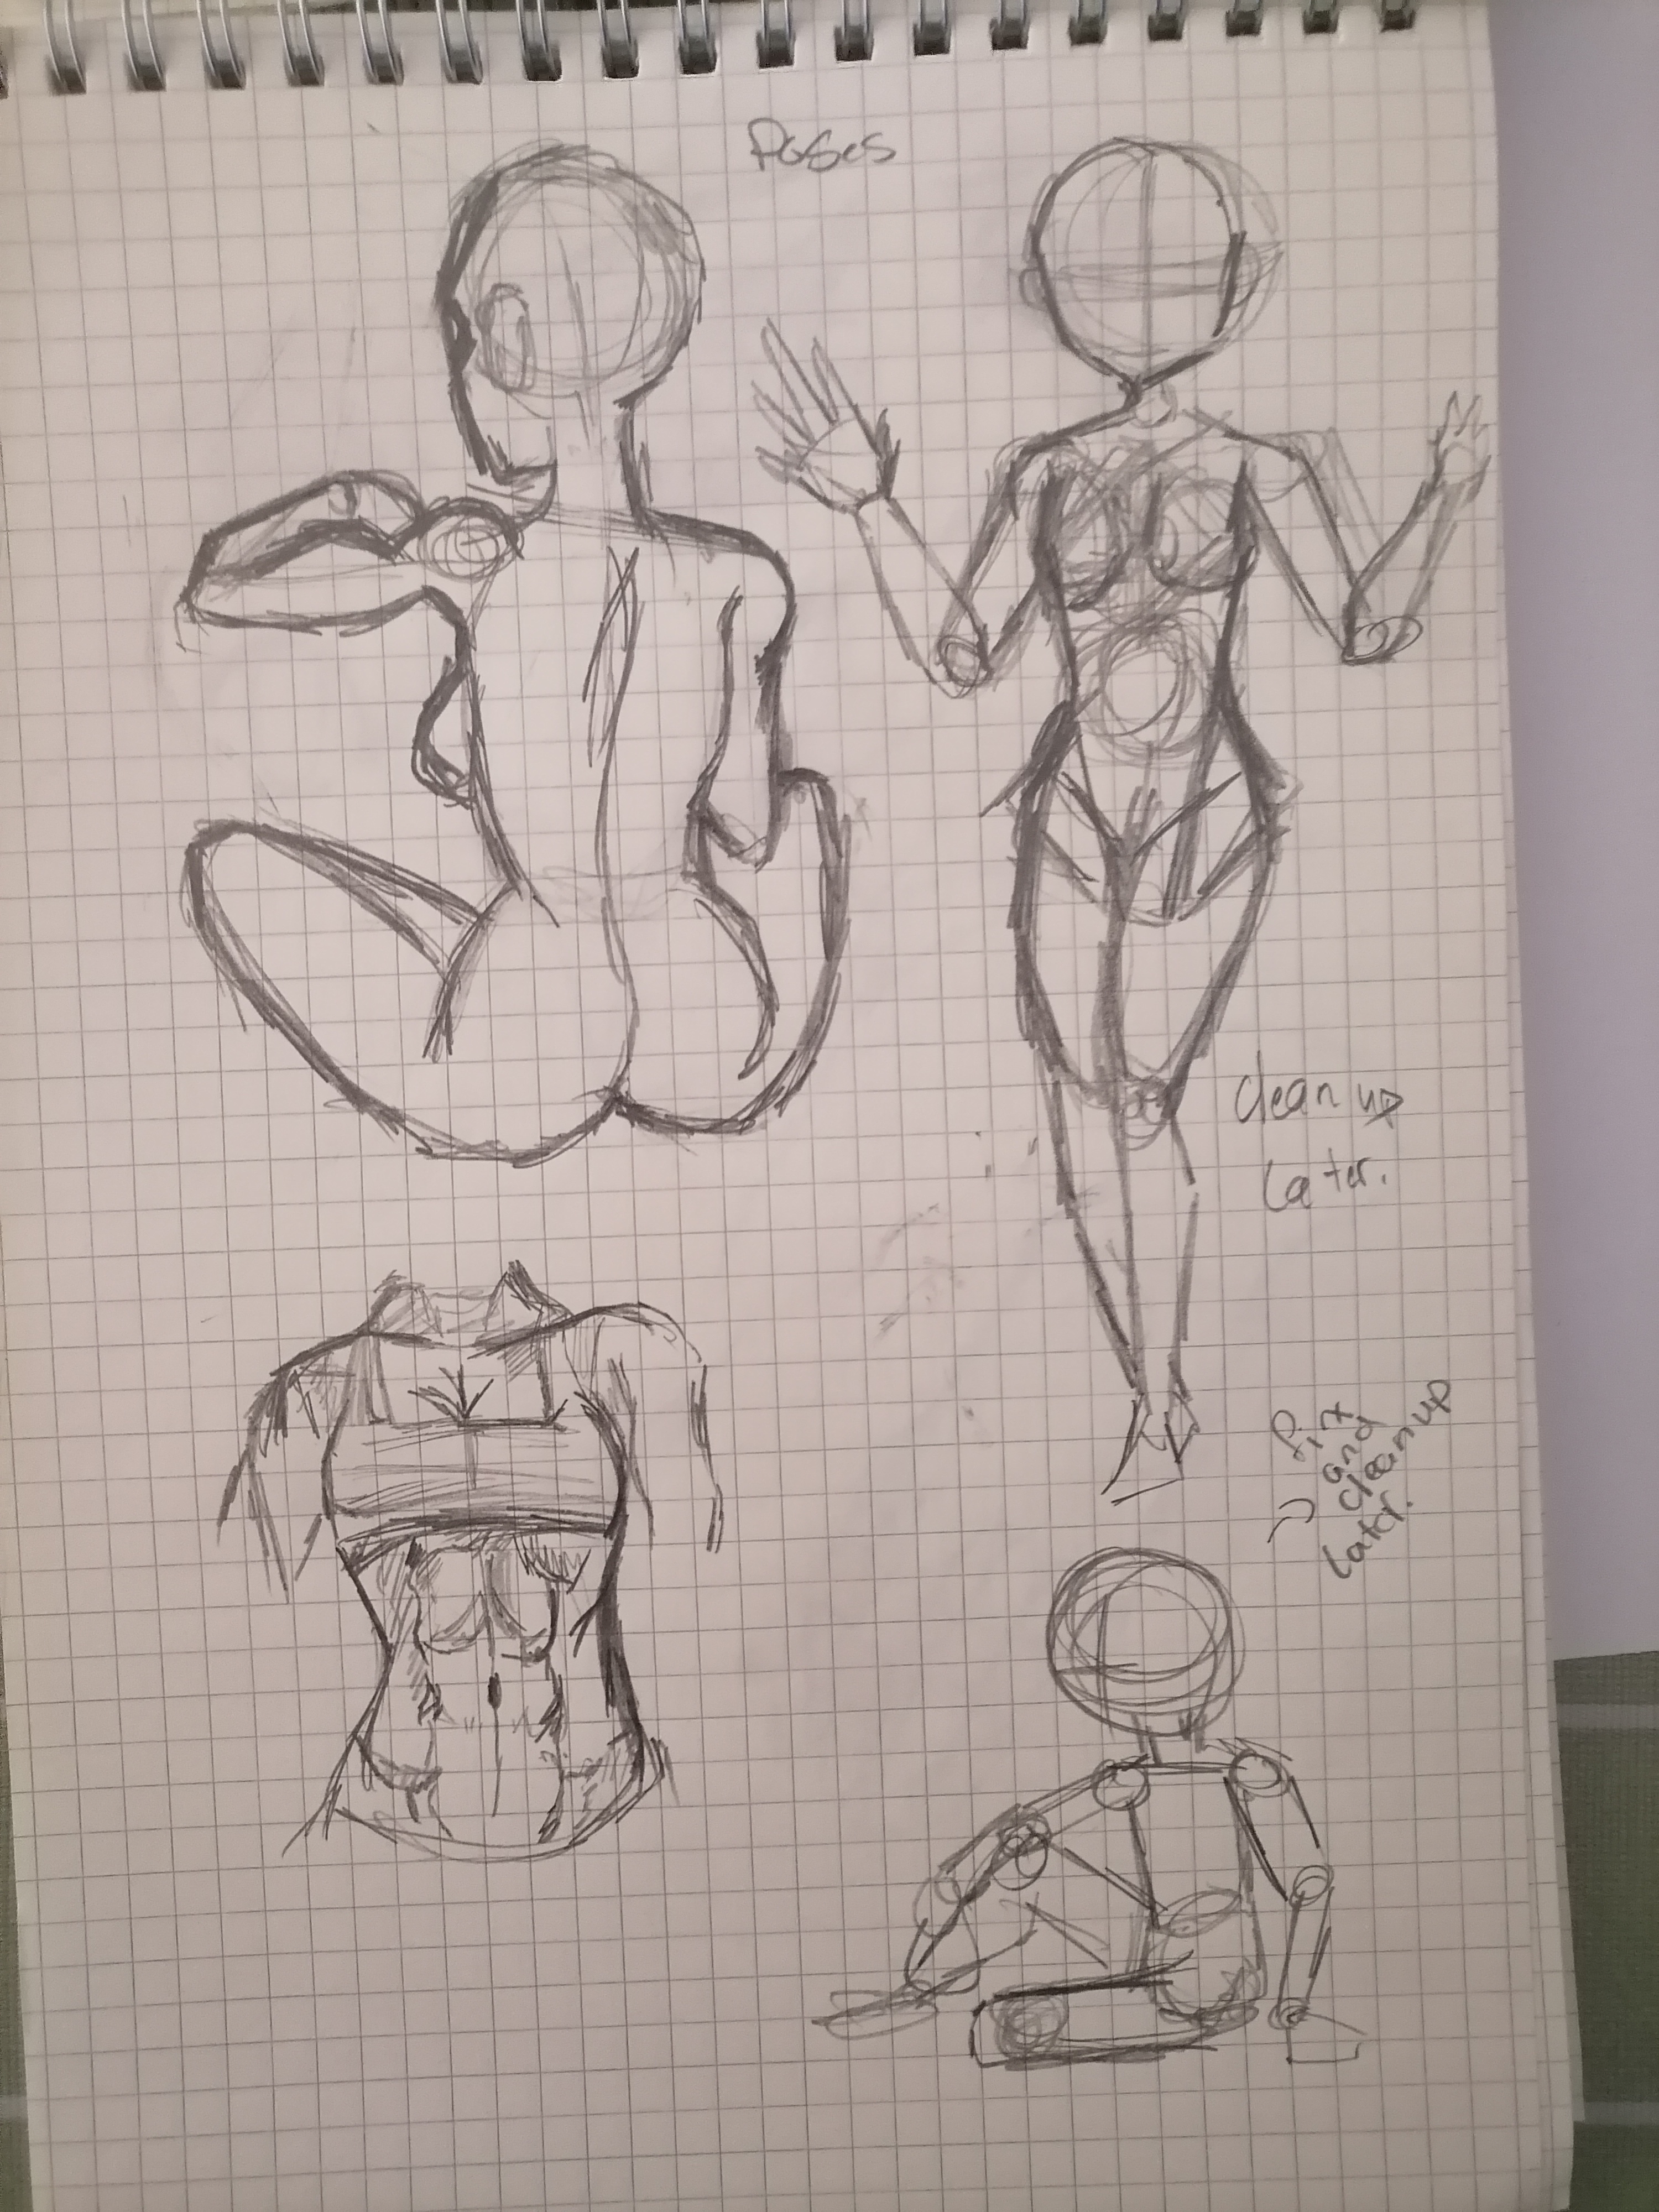 Poses
clean up
later.
fix
and
clean up
later.